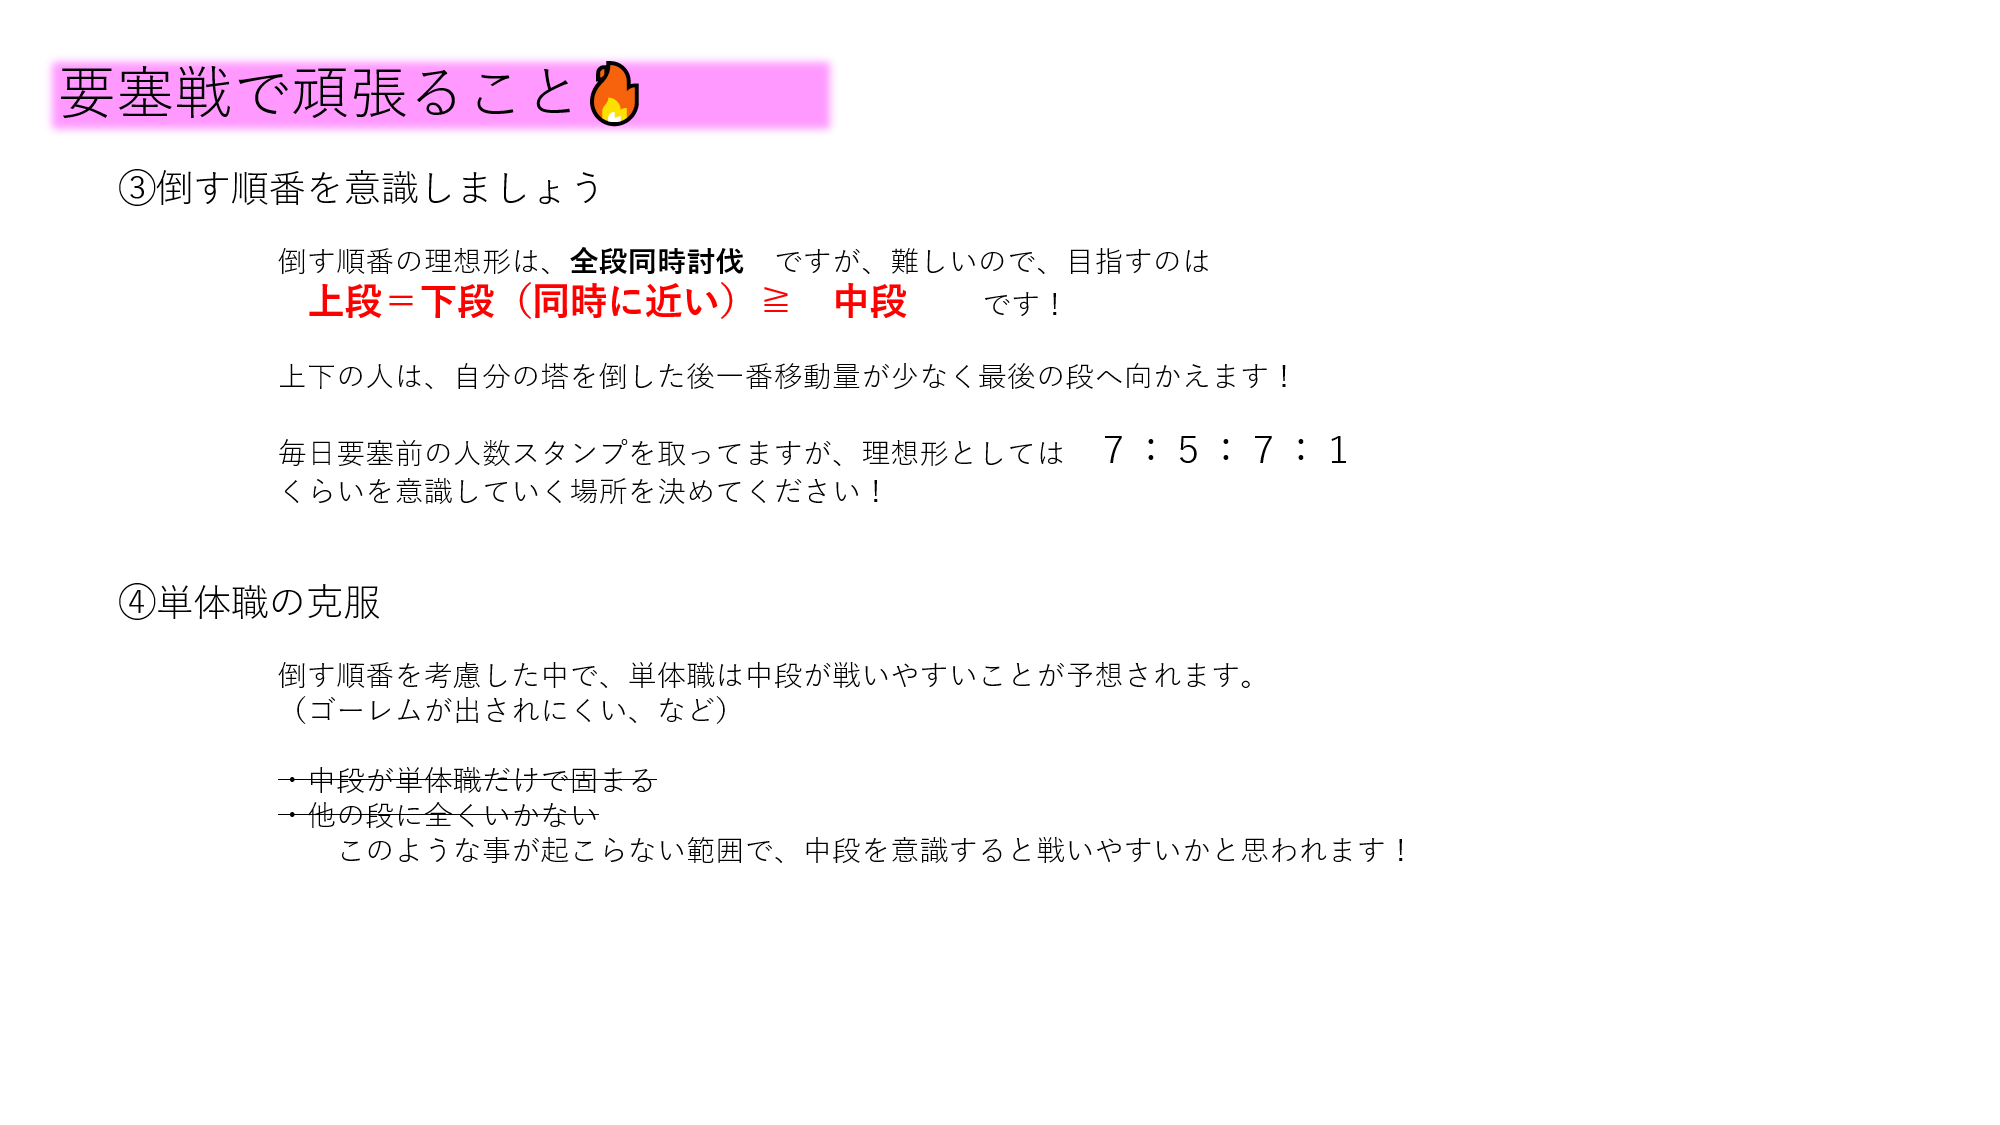 要塞戦で頑張ること🔥
③倒す順番を意識しましょう
倒す順番の理想形は、全段同時討伐　ですが、難しいので、目指すのは
上段＝下段（同時に近い）≧　中段　　です！
上下の人は、自分の塔を倒した後一番移動量が少なく最後の段へ向かえます！
毎日要塞前の人数スタンプを取ってますが、理想形としては　７：５：７：１
くらいを意識していく場所を決めてください！
④単体職の克服
倒す順番を考慮した中で、単体職は中段が戦いやすいことが予想されます。
（ゴーレムが出されにくい、など）
・中段が単体職だけで固まる
・他の段に全くいかない
このような事が起こらない範囲で、中段を意識すると戦いやすいかと思われます！